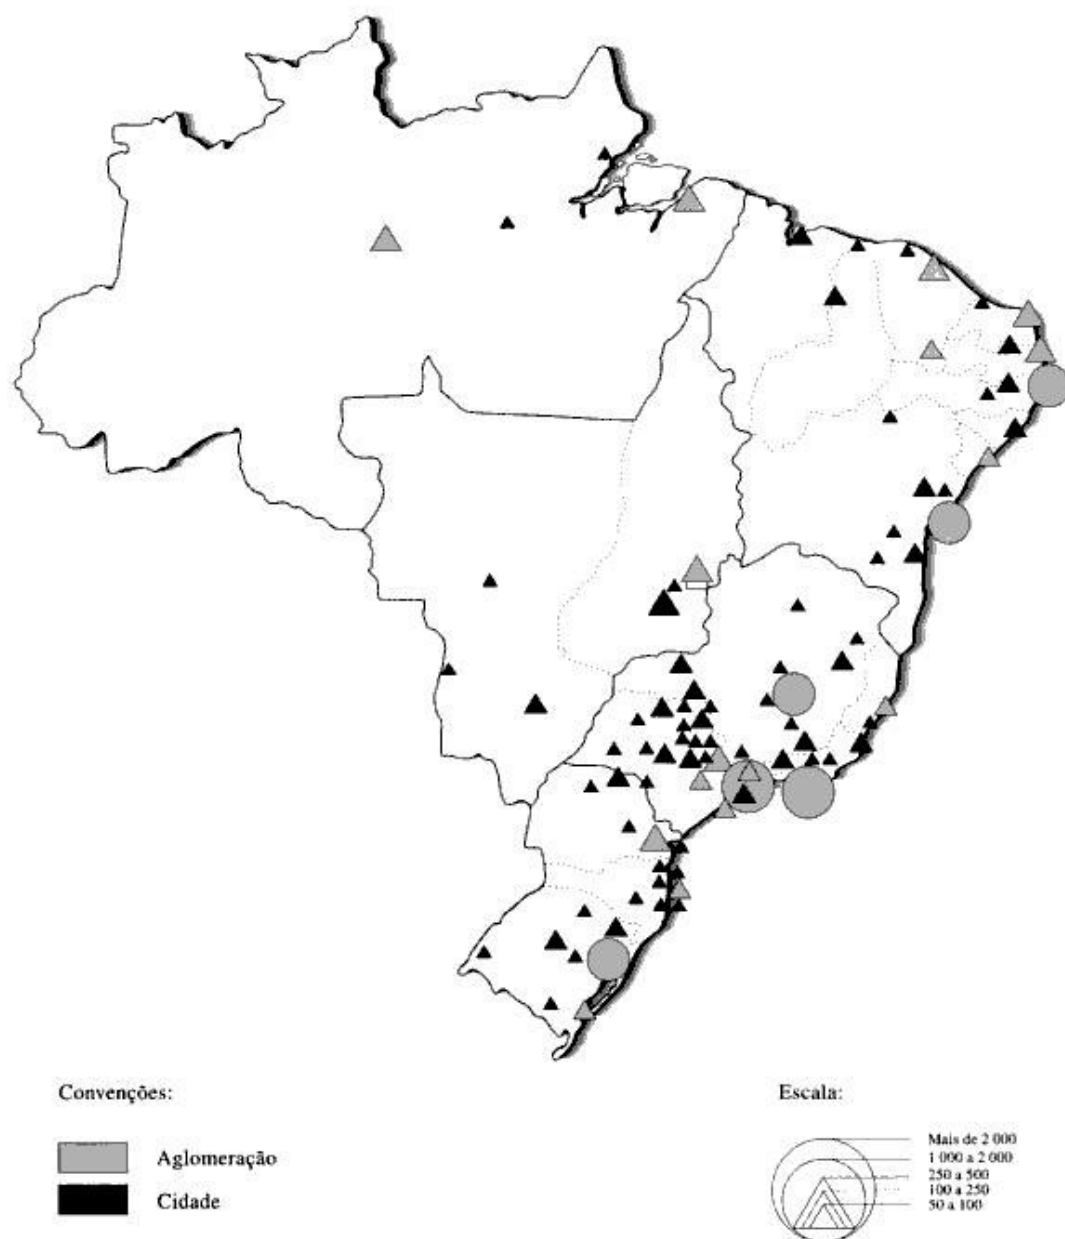 Convenções:
Aglomeração
Cidade
Escala:
Mais de 2 000
1 000 a 2 000
250 a 500
100 a 250
50 a 100